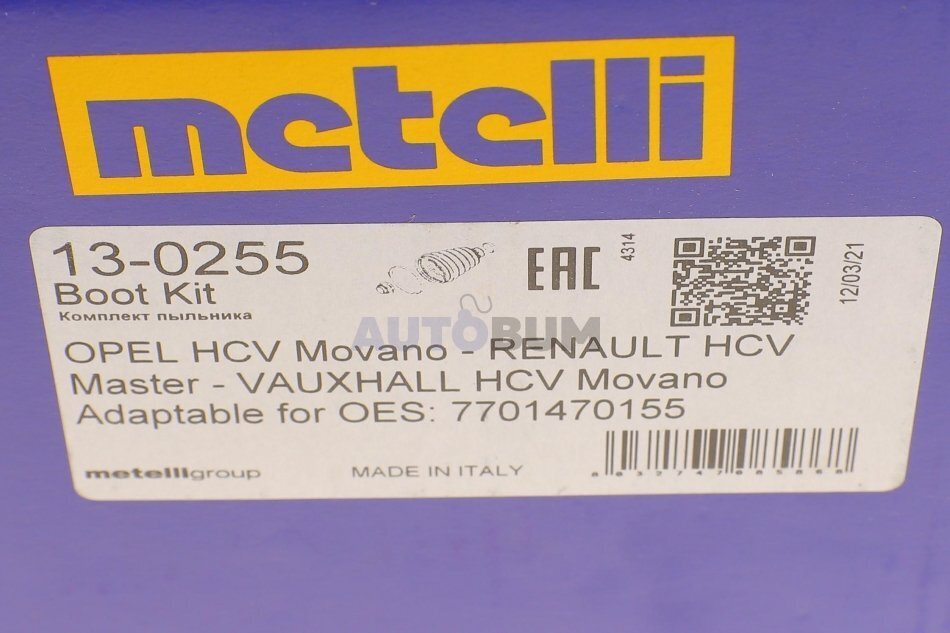 metelli
13-0255
EAC
4314
12/03/21
Boot Kit
Комплект пыльника
AUTOBUM
OPEL HCV Movano - RENAULT HCV
Master - VAUXHALL HCV Movano
Adaptable for OES: 7701470155
metelligroup
MADE IN ITALY
8032747085868